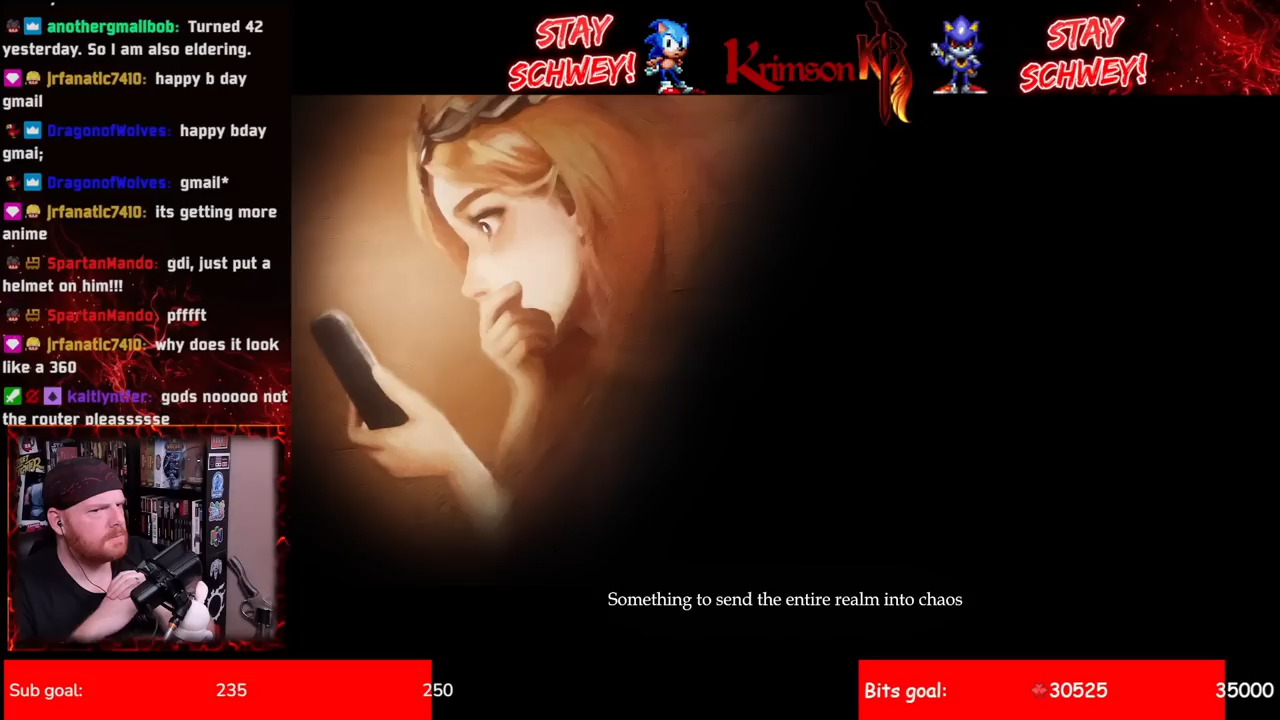 anothergmallbob: Turned 42
yesterday. So I am also eldering.
jrfanatic7410: happy b day
gmail
DragonofWolves: happy bday
gmai;
DragonofWolves: gmail*
jrfanatic7410: its getting more
anime
SpartanMando: gdi, just put a
helmet on him!!!
SpartanMando: pfffft
jrfanatic7410: why does it look
like a 360
kaitlyntfer: gods nooooo not
the router pleassssse
STAY
SCHWEY!
Krimson
KB
STAY
SCHWEY!
Something to send the entire realm into chaos
Sub goal: 235 250
Bits goal: 30525 35000